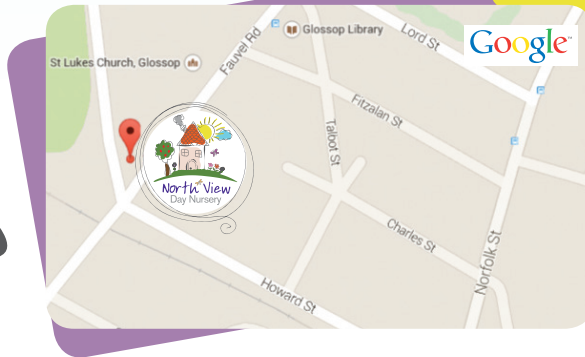 Glossop Library
Lord St
Google™
St Lukes Church, Glossop
Fauvel Rd
Fitzalan St
Talbot St
North View
Day Nursery
Charles St
Norfolk St
Howard St